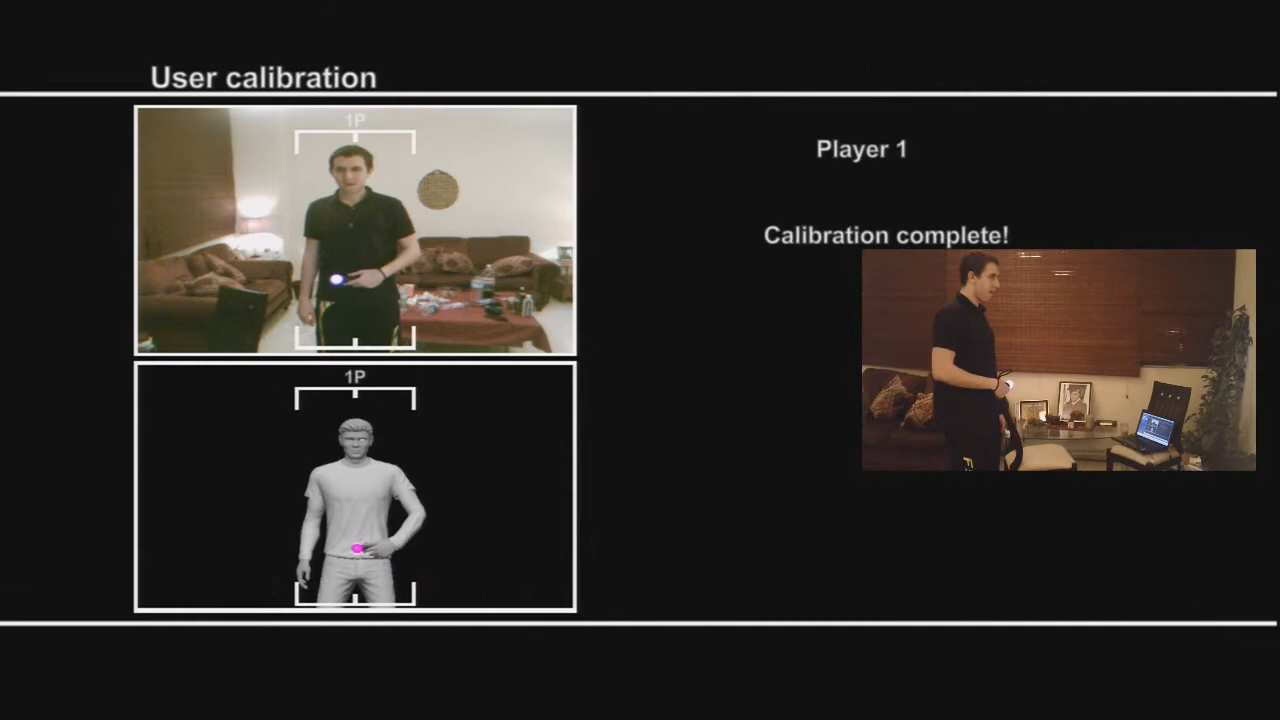 User calibration
1P
Player 1
Calibration complete!
1P